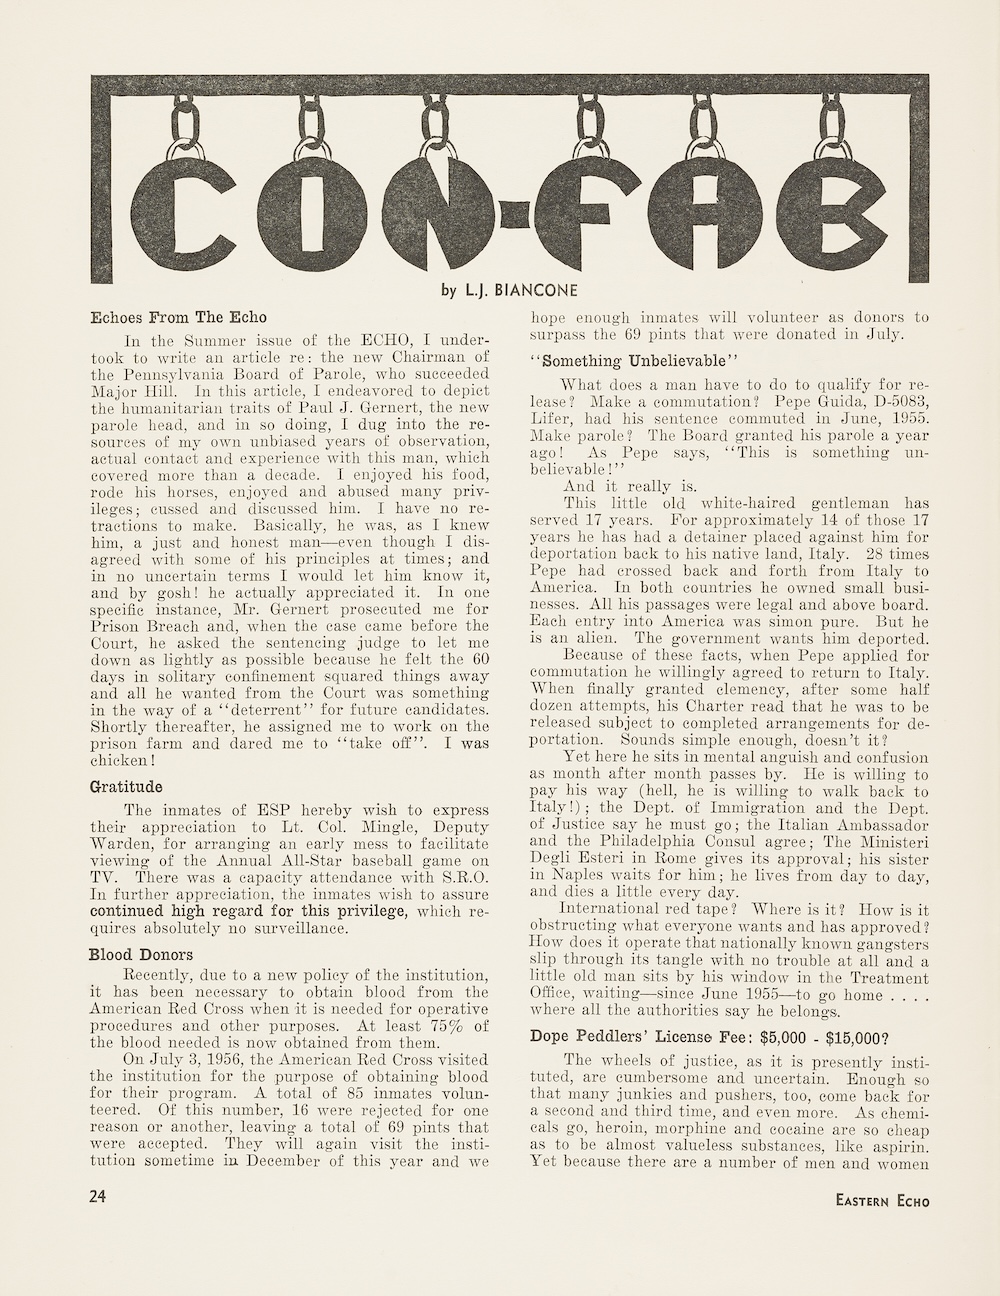 CON-FAB
by L.J. BIANCONE
Echoes From The Echo
In the Summer issue of the ECHO, I under-
took to write an article re: the new Chairman of
the Pennsylvania Board of Parole, who succeeded
Major Hill. In this article, I endeavored to depict
the humanitarian traits of Paul J. Gernert, the new
parole head, and in so doing, I dug into the re-
sources of my own unbiased years of observation,
actual contact and experience with this man, which
covered more than a decade. I enjoyed his food,
rode his horses, enjoyed and abused many priv-
ileges; cussed and discussed him. I have no re-
tractions to make. Basically, he was, as I knew
him, a just and honest man—even though I dis-
agreed with some of his principles at times; and
in no uncertain terms I would let him know it,
and by gosh! he actually appreciated it. In one
specific instance, Mr. Gernert prosecuted me for
Prison Breach and, when the case came before the
Court, he asked the sentencing judge to let me
down as lightly as possible because he felt the 60
days in solitary confinement squared things away
and all he wanted from the Court was something
in the way of a "deterrent" for future candidates.
Shortly thereafter, he assigned me to work on the
prison farm and dared me to "take off". I was
chicken!
Gratitude
The inmates of ESP hereby wish to express
their appreciation to Lt. Col. Mingle, Deputy
Warden, for arranging an early mess to facilitate
viewing of the Annual All-Star baseball game on
TV. There was a capacity attendance with S.R.O.
In further appreciation, the inmates wish to assure
continued high regard for this privilege, which re-
quires absolutely no surveillance.
Blood Donors
Recently, due to a new policy of the institution,
it has been necessary to obtain blood from the
American Red Cross when it is needed for operative
procedures and other purposes. At least 75% of
the blood needed is now obtained from them.
On July 3, 1956, the American Red Cross visited
the institution for the purpose of obtaining blood
for their program. A total of 85 inmates volun-
teered. Of this number, 16 were rejected for one
reason or another, leaving a total of 69 pints that
were accepted. They will again visit the insti-
tution sometime in December of this year and we
hope enough inmates will volunteer as donors to
surpass the 69 pints that were donated in July.
"Something Unbelievable"
What does a man have to do to qualify for re-
lease? Make a commutation? Pepe Guida, D-5083,
Lifer, had his sentence commuted in June, 1955.
Make parole? The Board granted his parole a year
ago! As Pepe says, "This is something un-
believable!"
And it really is.
This little old white-haired gentleman has
served 17 years. For approximately 14 of those 17
years he has had a detainer placed against him for
deportation back to his native land, Italy. 28 times
Pepe had crossed back and forth from Italy to
America. In both countries he owned small busi-
nesses. All his passages were legal and above board.
Each entry into America was simon pure. But he
is an alien. The government wants him deported.
Because of these facts, when Pepe applied for
commutation he willingly agreed to return to Italy.
When finally granted clemency, after some half
dozen attempts, his Charter read that he was to be
released subject to completed arrangements for de-
portation. Sounds simple enough, doesn't it?
Yet here he sits in mental anguish and confusion
as month after month passes by. He is willing to
pay his way (hell, he is willing to walk back to
Italy!); the Dept. of Immigration and the Dept.
of Justice say he must go; the Italian Ambassador
and the Philadelphia Consul agree; The Ministeri
Degli Esteri in Rome gives its approval; his sister
in Naples waits for him; he lives from day to day,
and dies a little every day.
International red tape? Where is it? How is it
obstructing what everyone wants and has approved?
How does it operate that nationally known gangsters
slip through its tangle with no trouble at all and a
little old man sits by his window in the Treatment
Office, waiting—since June 1955—to go home . . . .
where all the authorities say he belongs.
Dope Peddlers' License Fee: $5,000 - $15,000?
The wheels of justice, as it is presently insti-
tuted, are cumbersome and uncertain. Enough so
that many junkies and pushers, too, come back for
a second and third time, and even more. As chemi-
cals go, heroin, morphine and cocaine are so cheap
as to be almost valueless substances, like aspirin.
Yet because there are a number of men and women
24
EASTERN ECHO